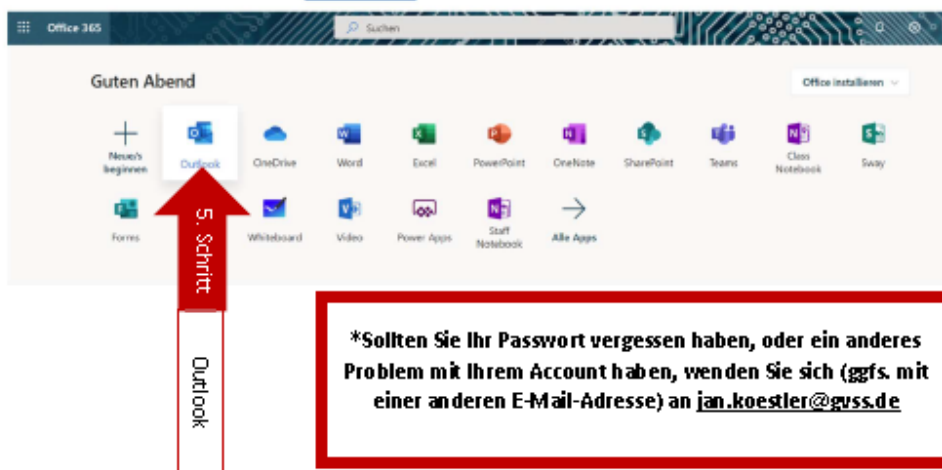 Office 365
Suchen
Guten Abend
Office installieren
Neue/s beginnen
Outlook
OneDrive
Word
Excel
PowerPoint
OneNote
SharePoint
Teams
Class Notebook
Sway
Forms
Whiteboard
Video
Power Apps
Staff Notebook
Alle Apps
5. Schritt
Outlook
*Sollten Sie Ihr Passwort vergessen haben, oder ein anderes
Problem mit Ihrem Account haben, wenden Sie sich (ggfs. mit
einer anderen E-Mail-Adresse) an jan.koestler@gvss.de